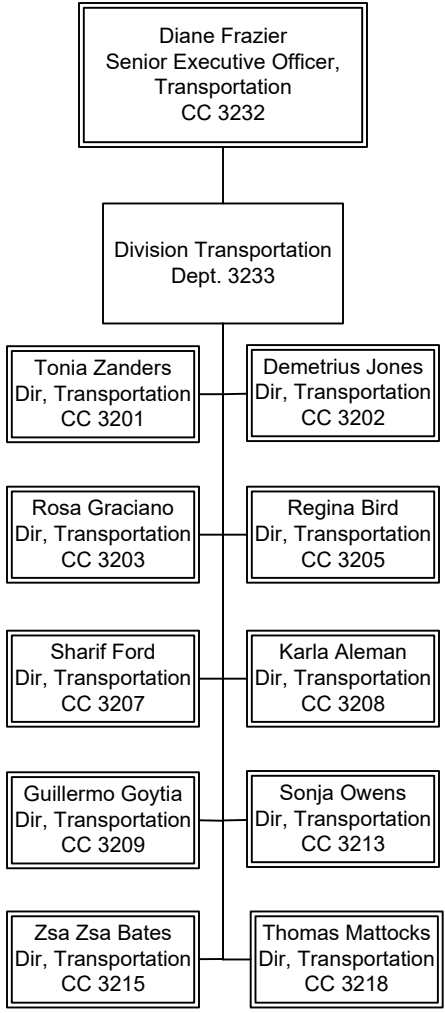 Diane Frazier
Senior Executive Officer,
Transportation
CC 3232
Division Transportation
Dept. 3233
Tonia Zanders
Dir, Transportation
CC 3201
Demetrius Jones
Dir, Transportation
CC 3202
Rosa Graciano
Dir, Transportation
CC 3203
Regina Bird
Dir, Transportation
CC 3205
Sharif Ford
Dir, Transportation
CC 3207
Karla Aleman
Dir, Transportation
CC 3208
Guillermo Goytia
Dir, Transportation
CC 3209
Sonja Owens
Dir, Transportation
CC 3213
Zsa Zsa Bates
Dir, Transportation
CC 3215
Thomas Mattocks
Dir, Transportation
CC 3218